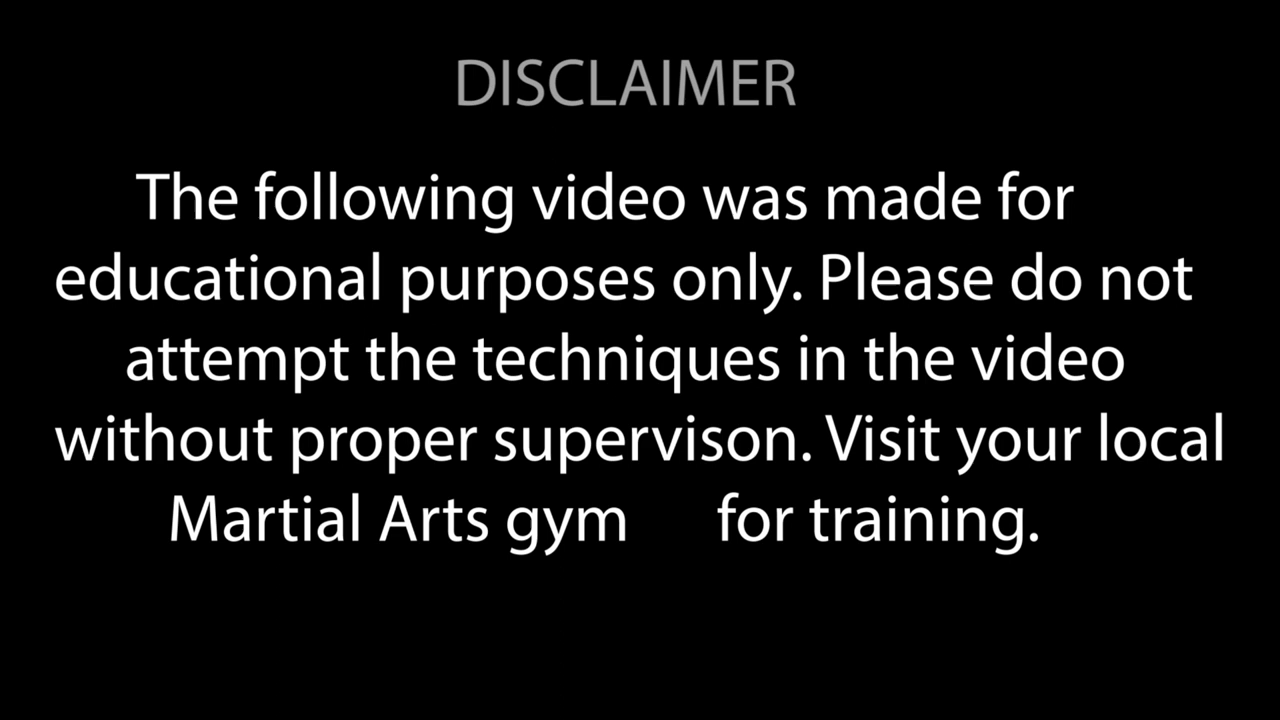 DISCLAIMER
The following video was made for
educational purposes only. Please do not
attempt the techniques in the video
without proper supervison. Visit your local
Martial Arts gym for training.